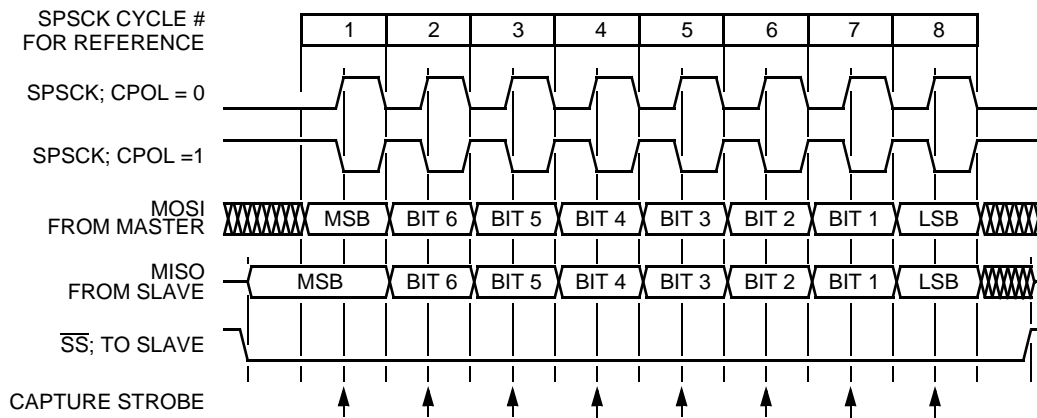 SPSCK CYCLE #
FOR REFERENCE
1 2 3 4 5 6 7 8
SPSCK; CPOL = 0
SPSCK; CPOL =1
MOSI
FROM MASTER
MSB BIT 6 BIT 5 BIT 4 BIT 3 BIT 2 BIT 1 LSB
MISO
FROM SLAVE
MSB BIT 6 BIT 5 BIT 4 BIT 3 BIT 2 BIT 1 LSB
S̅S̅; TO SLAVE
CAPTURE STROBE